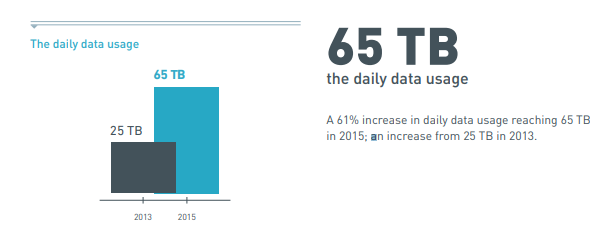 The daily data usage
65 TB
25 TB
2013
2015
65 TB
the daily data usage
A 61% increase in daily data usage reaching 65 TB
in 2015; an increase from 25 TB in 2013.